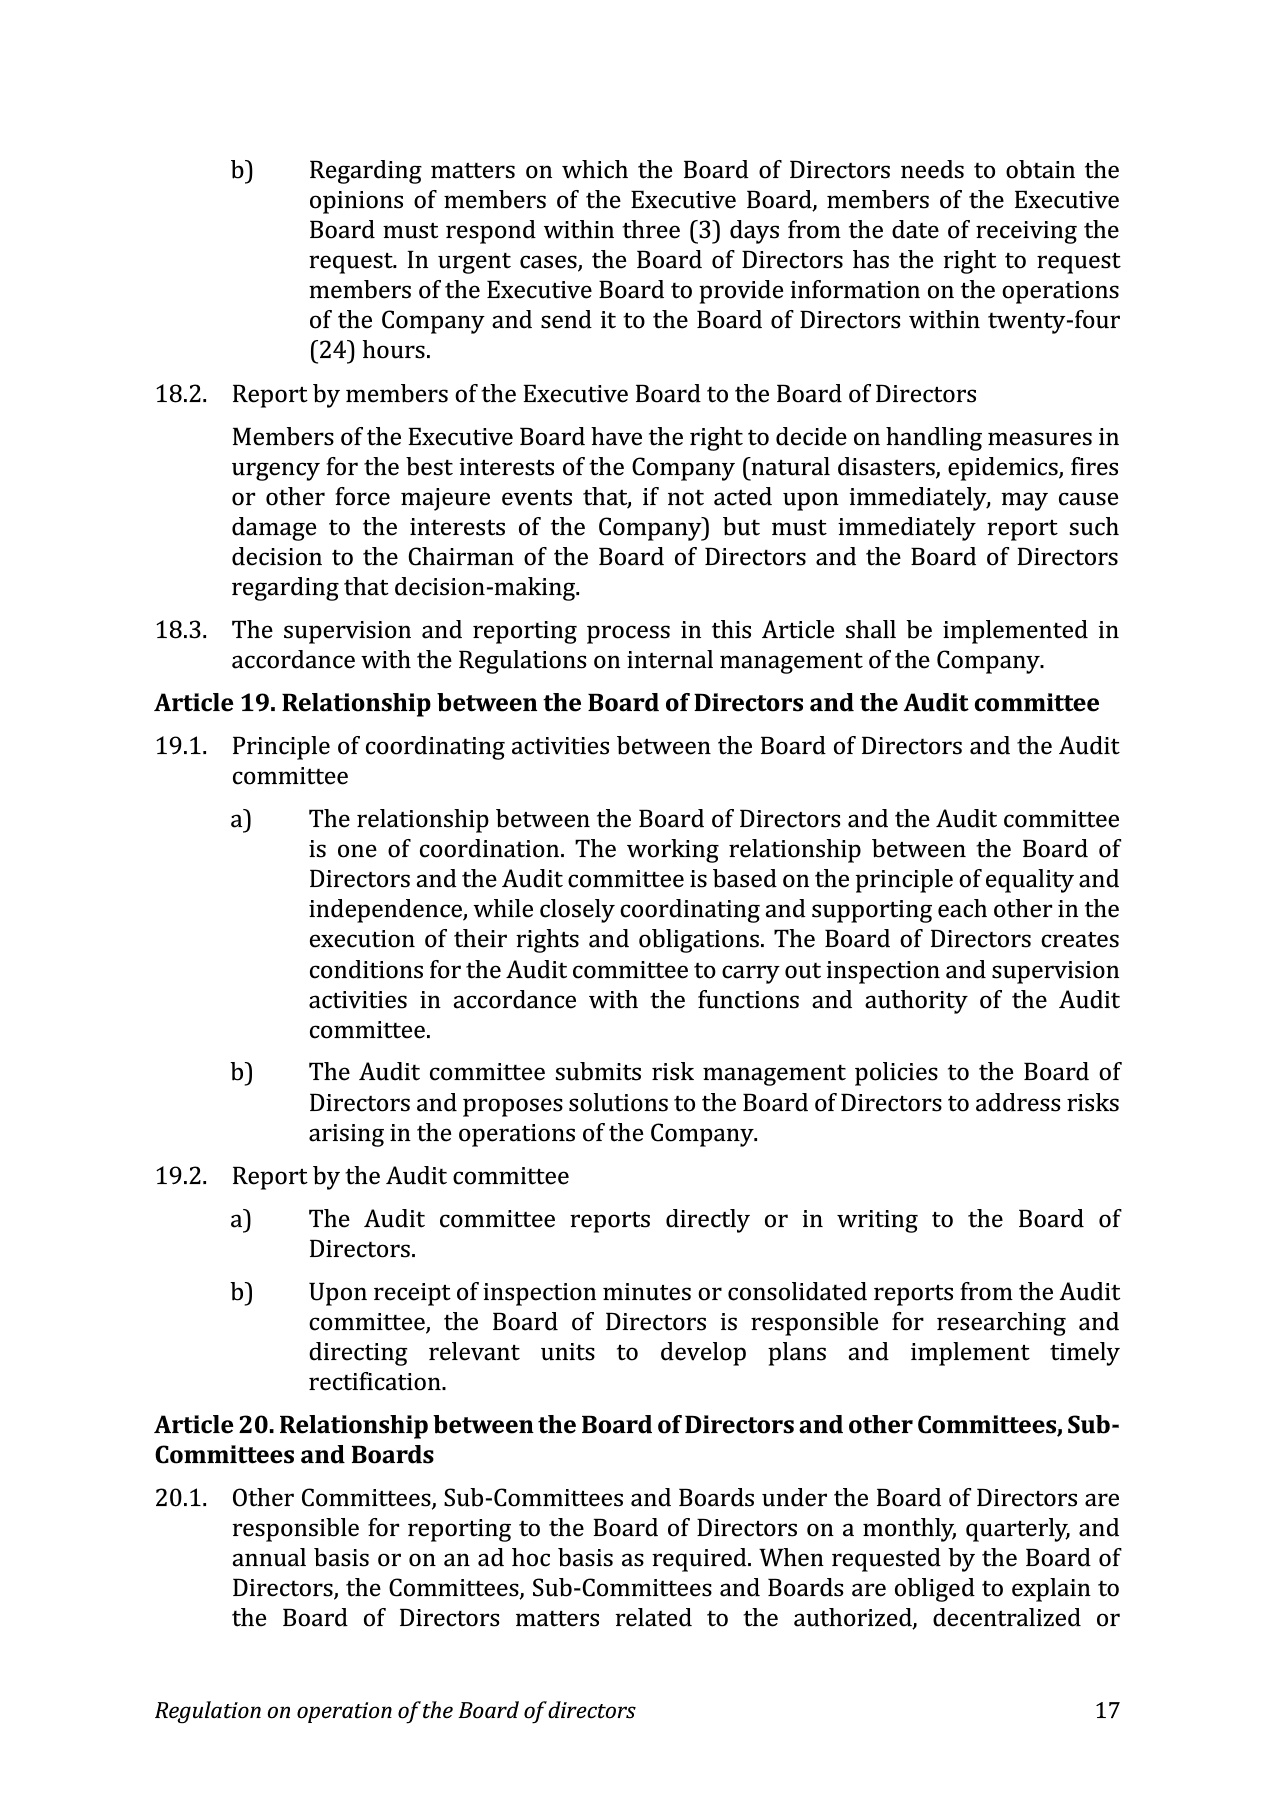 b) Regarding matters on which the Board of Directors needs to obtain the
opinions of members of the Executive Board, members of the Executive
Board must respond within three (3) days from the date of receiving the
request. In urgent cases, the Board of Directors has the right to request
members of the Executive Board to provide information on the operations
of the Company and send it to the Board of Directors within twenty-four
(24) hours.
18.2. Report by members of the Executive Board to the Board of Directors
Members of the Executive Board have the right to decide on handling measures in
urgency for the best interests of the Company (natural disasters, epidemics, fires
or other force majeure events that, if not acted upon immediately, may cause
damage to the interests of the Company) but must immediately report such
decision to the Chairman of the Board of Directors and the Board of Directors
regarding that decision-making.
18.3. The supervision and reporting process in this Article shall be implemented in
accordance with the Regulations on internal management of the Company.
Article 19. Relationship between the Board of Directors and the Audit committee
19.1. Principle of coordinating activities between the Board of Directors and the Audit
committee
a) The relationship between the Board of Directors and the Audit committee
is one of coordination. The working relationship between the Board of
Directors and the Audit committee is based on the principle of equality and
independence, while closely coordinating and supporting each other in the
execution of their rights and obligations. The Board of Directors creates
conditions for the Audit committee to carry out inspection and supervision
activities in accordance with the functions and authority of the Audit
committee.
b) The Audit committee submits risk management policies to the Board of
Directors and proposes solutions to the Board of Directors to address risks
arising in the operations of the Company.
19.2. Report by the Audit committee
a) The Audit committee reports directly or in writing to the Board of
Directors.
b) Upon receipt of inspection minutes or consolidated reports from the Audit
committee, the Board of Directors is responsible for researching and
directing relevant units to develop plans and implement timely
rectification.
Article 20. Relationship between the Board of Directors and other Committees, Sub-
Committees and Boards
20.1. Other Committees, Sub-Committees and Boards under the Board of Directors are
responsible for reporting to the Board of Directors on a monthly, quarterly, and
annual basis or on an ad hoc basis as required. When requested by the Board of
Directors, the Committees, Sub-Committees and Boards are obliged to explain to
the Board of Directors matters related to the authorized, decentralized or
Regulation on operation of the Board of directors 17